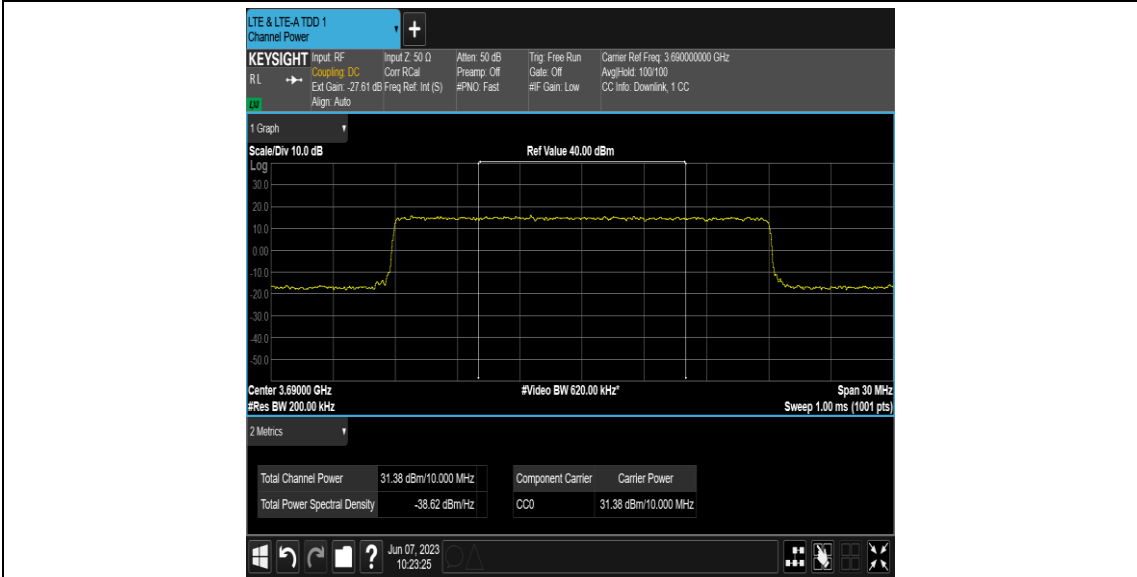 LTE & LTE-A TDD 1
Channel Power
KEYSIGHT
R L
LXI
Input: RF
Coupling: DC
Ext Gain: -27.61 dB
Align: Auto
Input Z: 50 Ω
Corr RCal
Freq Ref: Int (S)
Atten: 50 dB
Preamp: Off
#PNO: Fast
Trig: Free Run
Gate: Off
#IF Gain: Low
Carrier Ref Freq: 3.690000000 GHz
Avg|Hold: 100/100
CC Info: Downlink, 1 CC
1 Graph
Scale/Div 10.0 dB
Ref Value 40.00 dBm
Log
30.0
20.0
10.0
0.00
-10.0
-20.0
-30.0
-40.0
-50.0
Center 3.69000 GHz
#Video BW 620.00 kHz*
Span 30 MHz
#Res BW 200.00 kHz
Sweep 1.00 ms (1001 pts)
2 Metrics
Total Channel Power 31.38 dBm/10.000 MHz
Total Power Spectral Density -38.62 dBm/Hz
Component Carrier Carrier Power
CC0 31.38 dBm/10.000 MHz
?
Jun 07, 2023
10:23:25